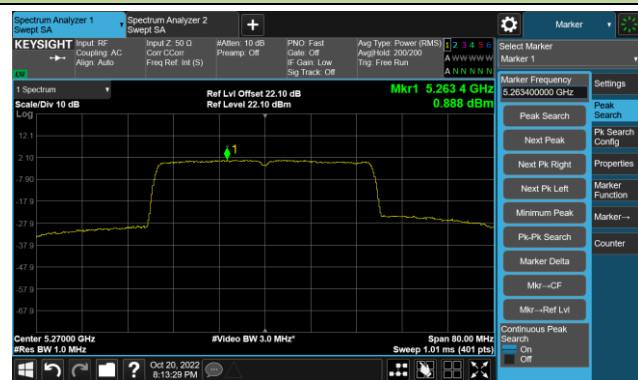 Spectrum Analyzer 1
Swept SA
Spectrum Analyzer 2
Swept SA
+
Marker
KEYSIGHT
Input: RF
Coupling: AC
Align: Auto
Input Z: 50 Ω
Corr CCorr
Freq Ref: Int (S)
#Atten: 10 dB
Preamp: Off
PNO: Fast
Gate: Off
IF Gain: Low
Sig Track: Off
Avg Type: Power (RMS)
Avg|Hold: 200/200
Trig: Free Run
1 2 3 4 5 6
A W W W W W
A N N N N N
Select Marker
Marker 1
1 Spectrum
Scale/Div 10 dB
Ref Lvl Offset 22.10 dB
Ref Level 22.10 dBm
Mkr1 5.263 4 GHz
0.888 dBm
Log
12.1
2.10
-7.90
-17.9
-27.9
-37.9
-47.9
-57.9
-67.9
1
Center 5.27000 GHz
#Res BW 1.0 MHz
#Video BW 3.0 MHz*
Span 80.00 MHz
Sweep 1.01 ms (401 pts)
Marker Frequency
5.263400000 GHz
Peak Search
Next Peak
Next Pk Right
Next Pk Left
Minimum Peak
Pk-Pk Search
Marker Delta
Mkr→CF
Mkr→Ref Lvl
Continuous Peak
Search
On
Off
Settings
Peak
Search
Pk Search
Config
Properties
Marker
Function
Marker→
Counter
?
Oct 20, 2022
8:13:29 PM